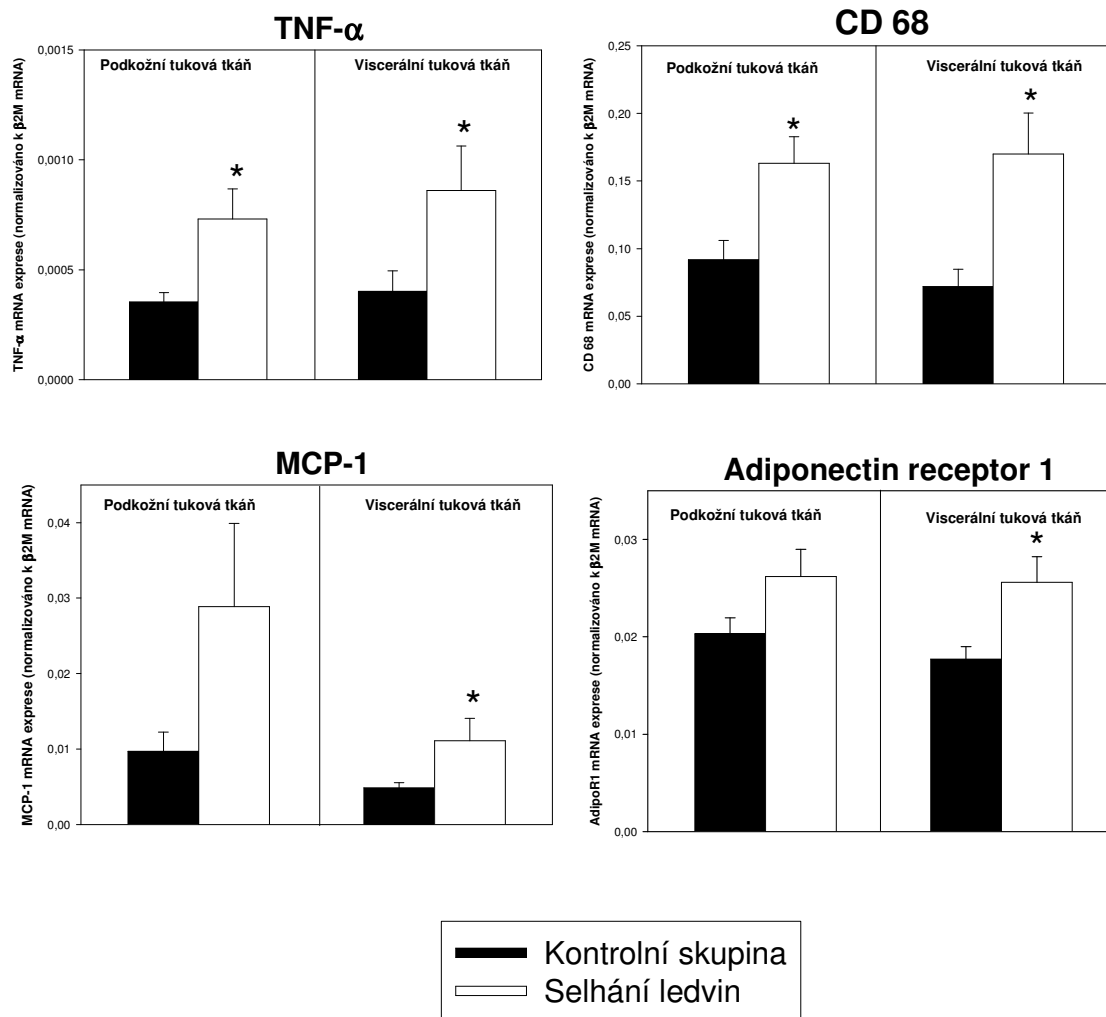 TNF-α
TNF-α mRNA exprese (normalizováno k β2M mRNA)
0,0015
0,0010
0,0005
0,0000
Podkožní tuková tkáň
Viscerální tuková tkáň
*
*
CD 68
CD 68 mRNA exprese (normalizováno k β2M mRNA)
0,25
0,20
0,15
0,10
0,05
0,00
Podkožní tuková tkáň
Viscerální tuková tkáň
*
*
MCP-1
MCP-1 mRNA exprese (normalizováno k β2M mRNA)
0,04
0,03
0,02
0,01
0,00
Podkožní tuková tkáň
Viscerální tuková tkáň
*
Adiponectin receptor 1
AdipoR1 mRNA exprese (normalizováno k β2M mRNA)
0,03
0,02
0,01
0,00
Podkožní tuková tkáň
Viscerální tuková tkáň
*
Kontrolní skupina
Selhání ledvin